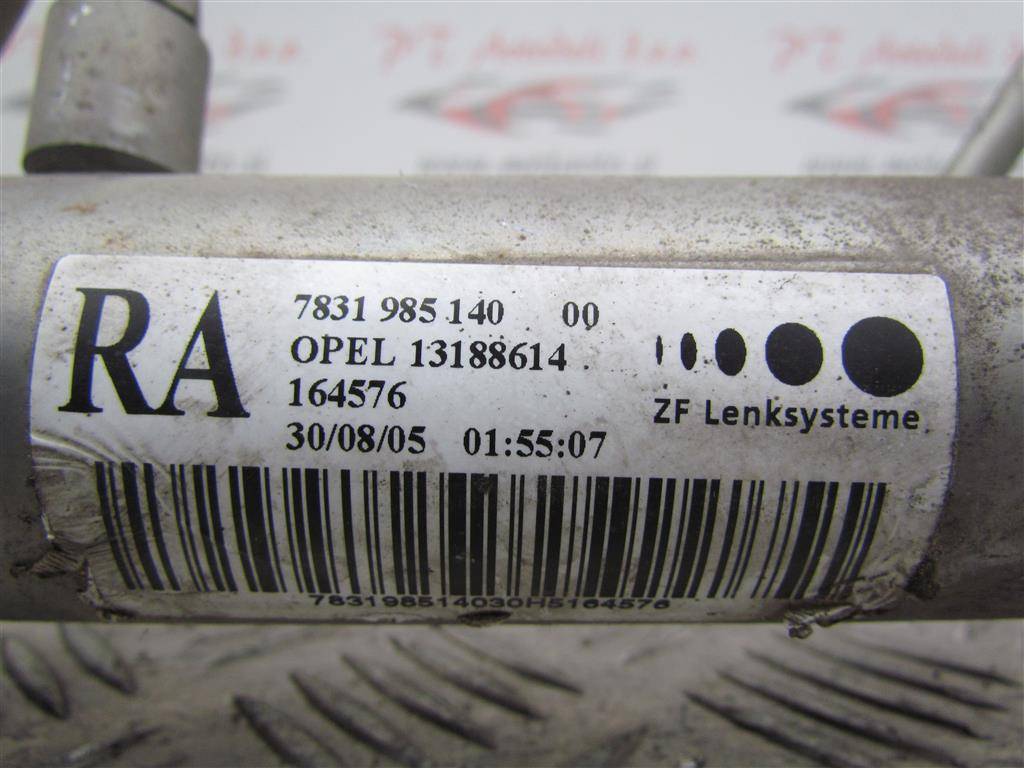 RA
7831 985 140 00
OPEL 13188614
164576
30/08/05 01:55:07
ZF Lenksysteme
783198514030H5164576